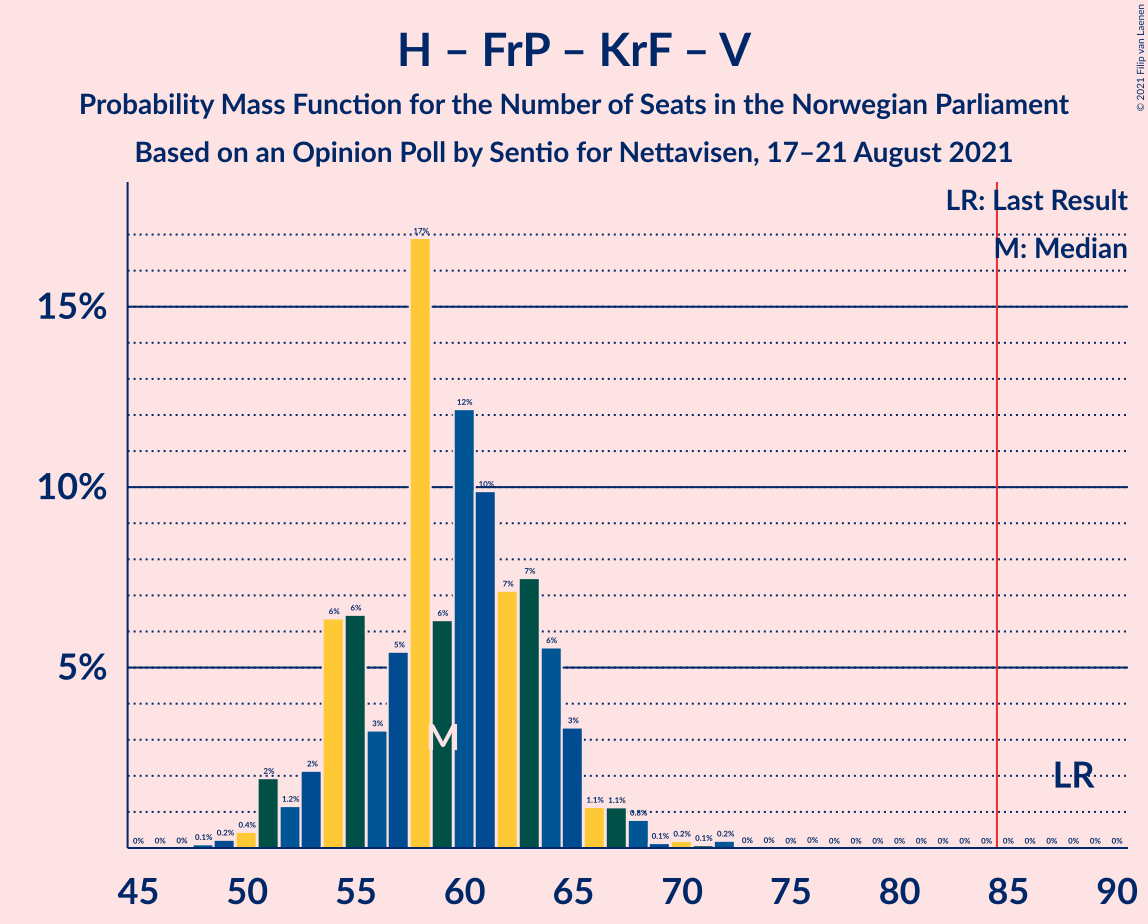 H – FrP – KrF – V
Probability Mass Function for the Number of Seats in the Norwegian Parliament
Based on an Opinion Poll by Sentio for Nettavisen, 17–21 August 2021
© 2021 Filip van Laenen
LR: Last Result
M: Median
15%
10%
5%
0% 0% 0% 0.1% 0.2% 0.4% 2% 1.2% 2% 6% 6% 3% 5% 17% 6% 12% 10% 7% 7% 6% 3% 1.1% 1.1% 0.8% 0.1% 0.2% 0.1% 0.2% 0% 0% 0% 0% 0% 0% 0% 0% 0% 0% 0% 0% 0% 0% 0% 0% 0% 0%
M
LR
45 50 55 60 65 70 75 80 85 90